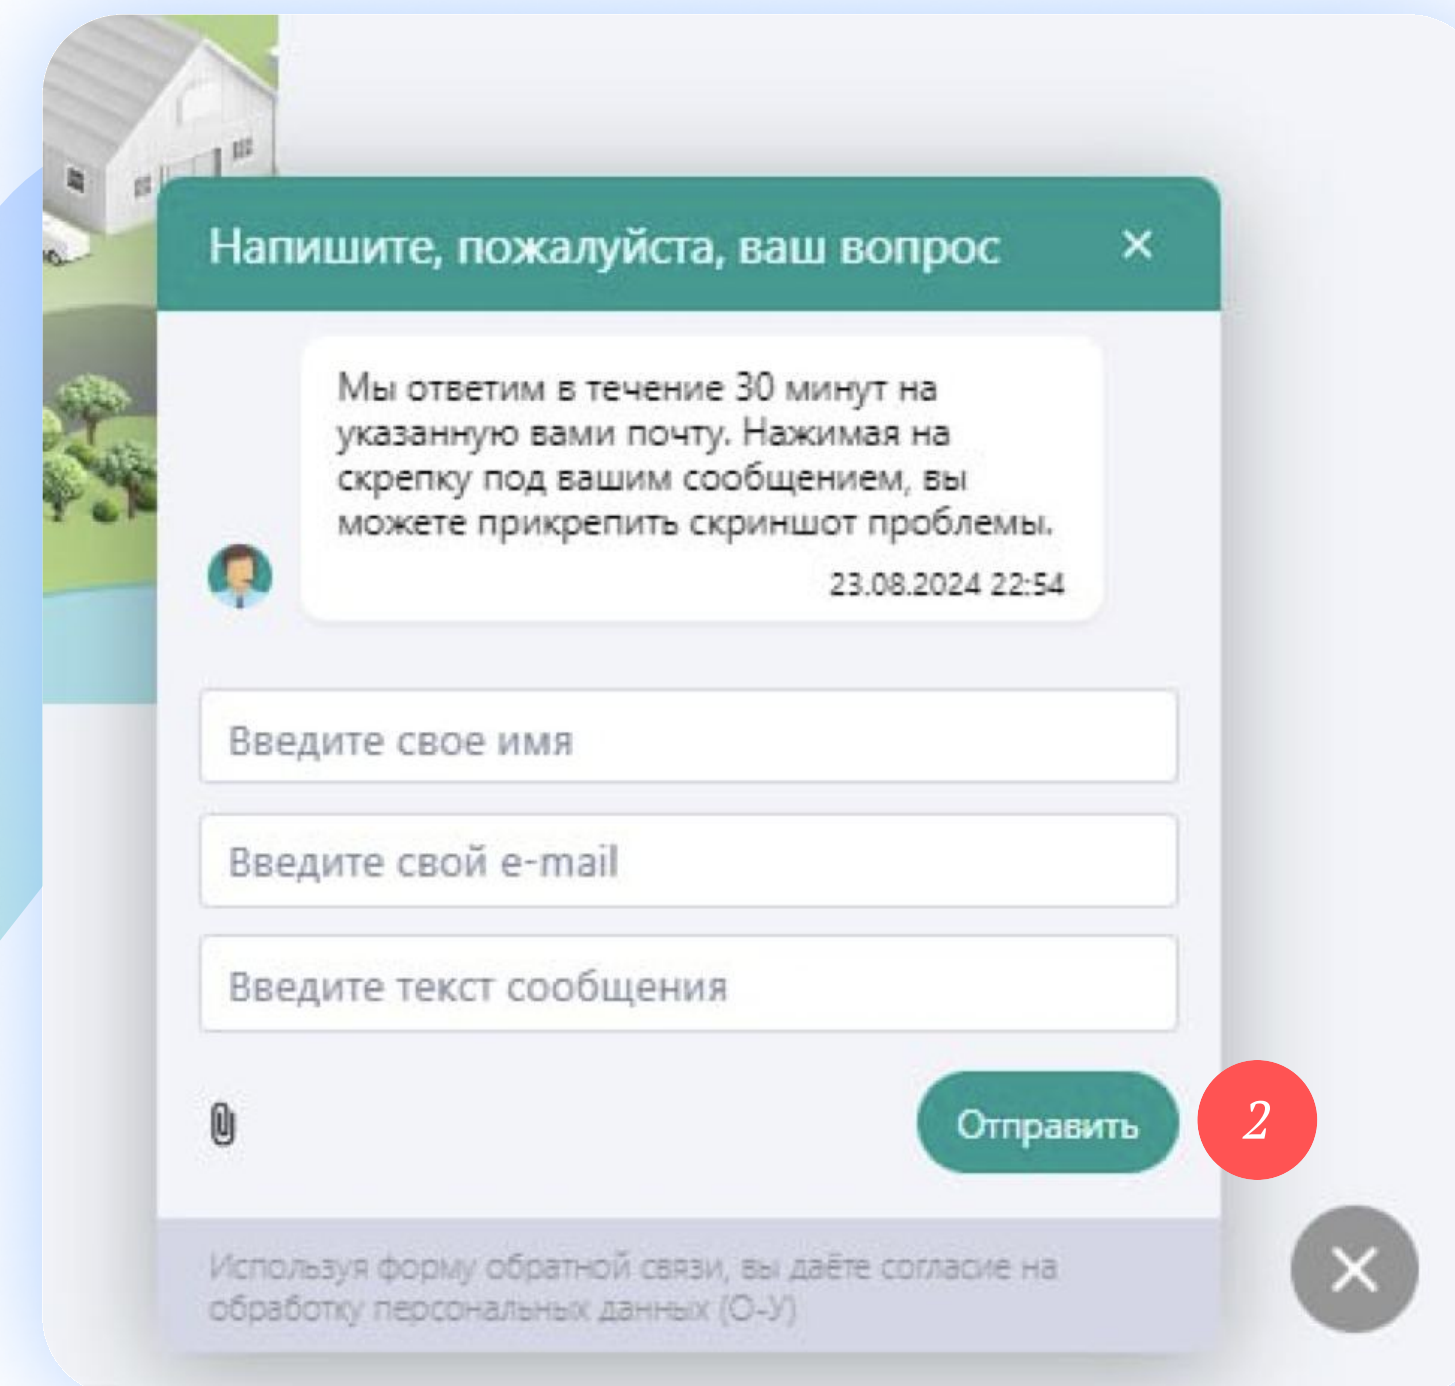 Напишите, пожалуйста, ваш вопрос
Мы ответим в течение 30 минут на
указанную вами почту. Нажимая на
скрепку под вашим сообщением, вы
можете прикрепить скриншот проблемы.
23.08.2024 22:54
Введите свое имя
Введите свой e-mail
Введите текст сообщения
Отправить
2
Используя форму обратной связи, вы даёте согласие на
обработку персональных данных (О-У)